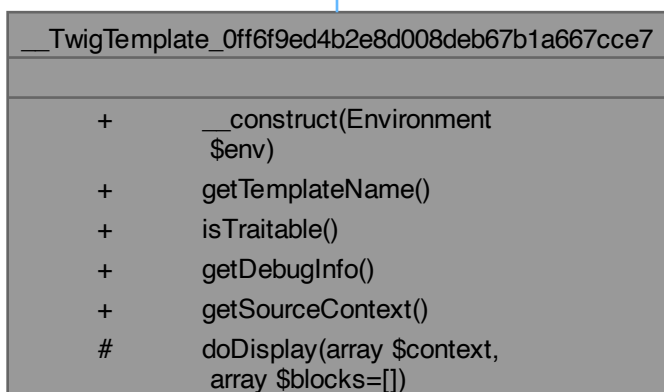 __TwigTemplate_0ff6f9ed4b2e8d008deb67b1a667cce7
+ __construct(Environment
$env)
+ getTemplateName()
+ isTraitable()
+ getDebugInfo()
+ getSourceContext()
# doDisplay(array $context,
array $blocks=[])